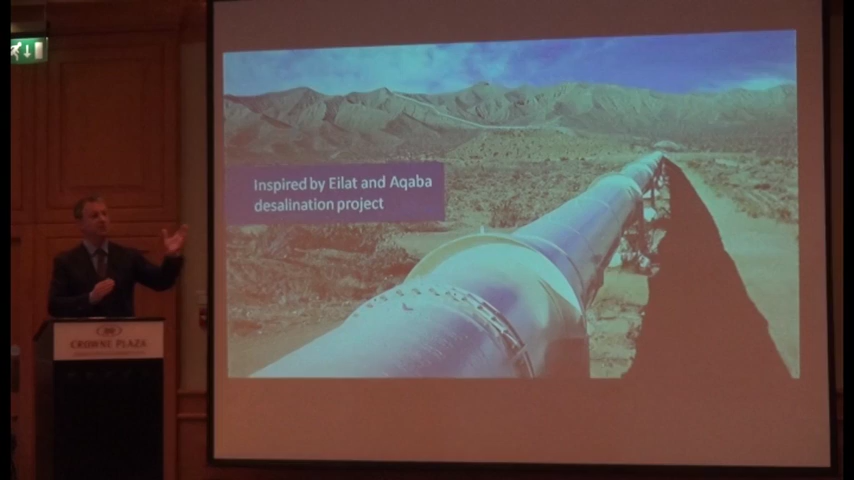 Inspired by Eilat and Aqaba
desalination project
CROWNE PLAZA